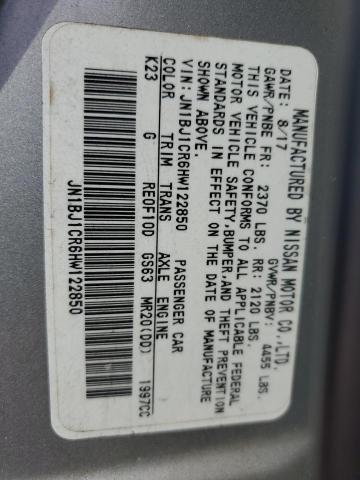 MANUFACTURED BY NISSAN MOTOR CO.,LTD.
DATE: 8/17 GVWR/PNBV: 4455 LBS.
GAWR/PNBE FR: 2370 LBS. RR: 2120 LBS.
THIS VEHICLE CONFORMS TO ALL APPLICABLE FEDERAL
MOTOR VEHICLE SAFETY,BUMPER,AND THEFT PREVENTION
STANDARDS IN EFFECT ON THE DATE OF MANUFACTURE
SHOWN ABOVE.
VIN:JN1BJ1CR6HW122850 PASSENGER CAR
COLOR TRIM TRANS AXLE ENGINE
K23 G RE0F10D GS63 MR20(DD) 1997CC
JN1BJ1CR6HW122850